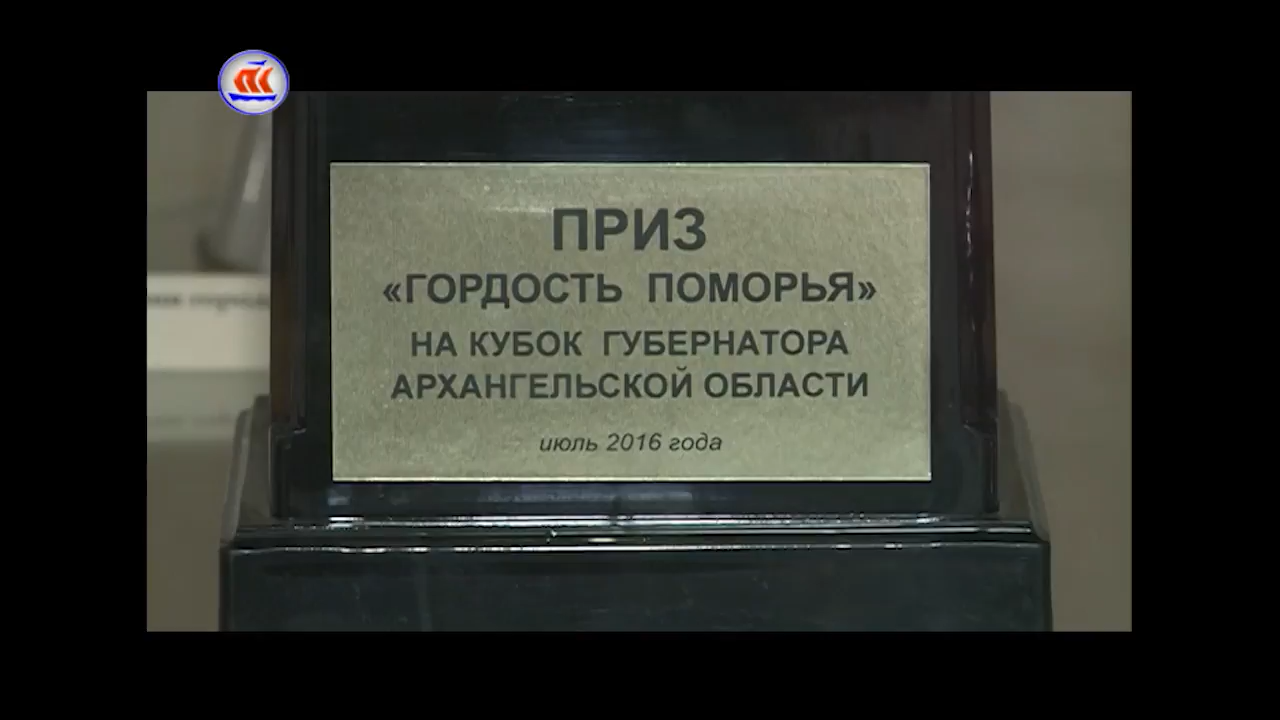 ПРИЗ
«ГОРДОСТЬ ПОМОРЬЯ»
НА КУБОК ГУБЕРНАТОРА
АРХАНГЕЛЬСКОЙ ОБЛАСТИ
июль 2016 года